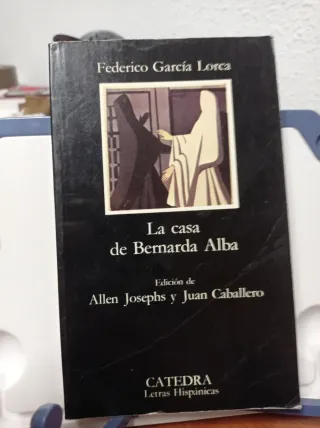 Federico García Lorca
La casa
de Bernarda Alba
Edición de
Allen Josephs y Juan Caballero
CATEDRA
Letras Hispánicas